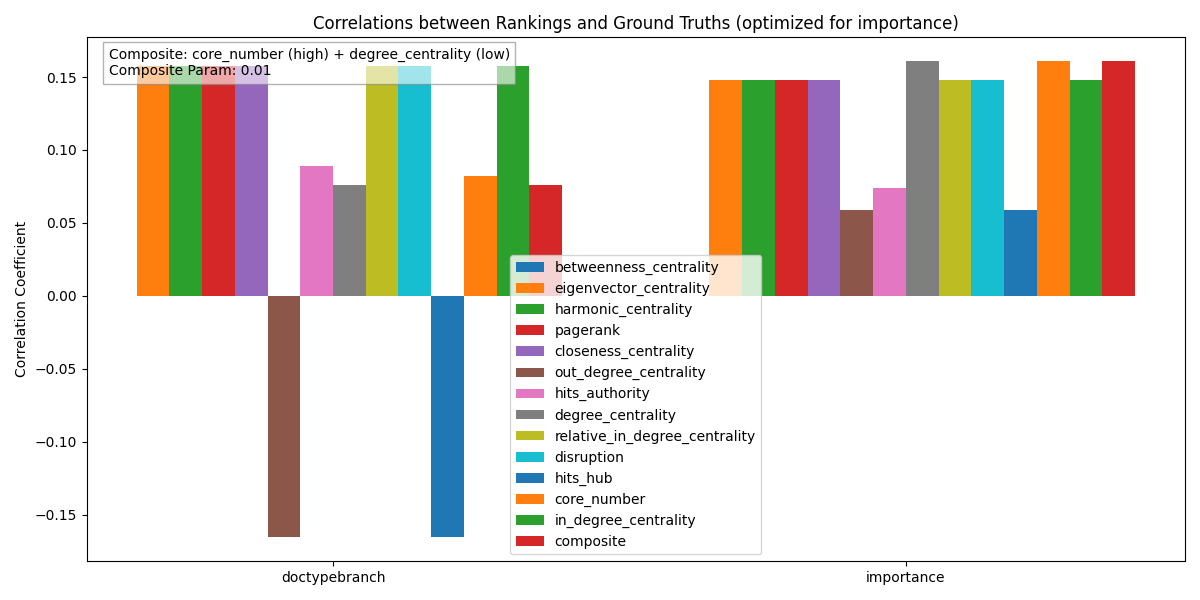 Correlations between Rankings and Ground Truths (optimized for importance)
Composite: core_number (high) + degree_centrality (low)
Composite Param: 0.01
Correlation Coefficient
0.15
0.10
0.05
0.00
−0.05
−0.10
−0.15
betweenness_centrality
eigenvector_centrality
harmonic_centrality
pagerank
closeness_centrality
out_degree_centrality
hits_authority
degree_centrality
relative_in_degree_centrality
disruption
hits_hub
core_number
in_degree_centrality
composite
doctypebranch
importance